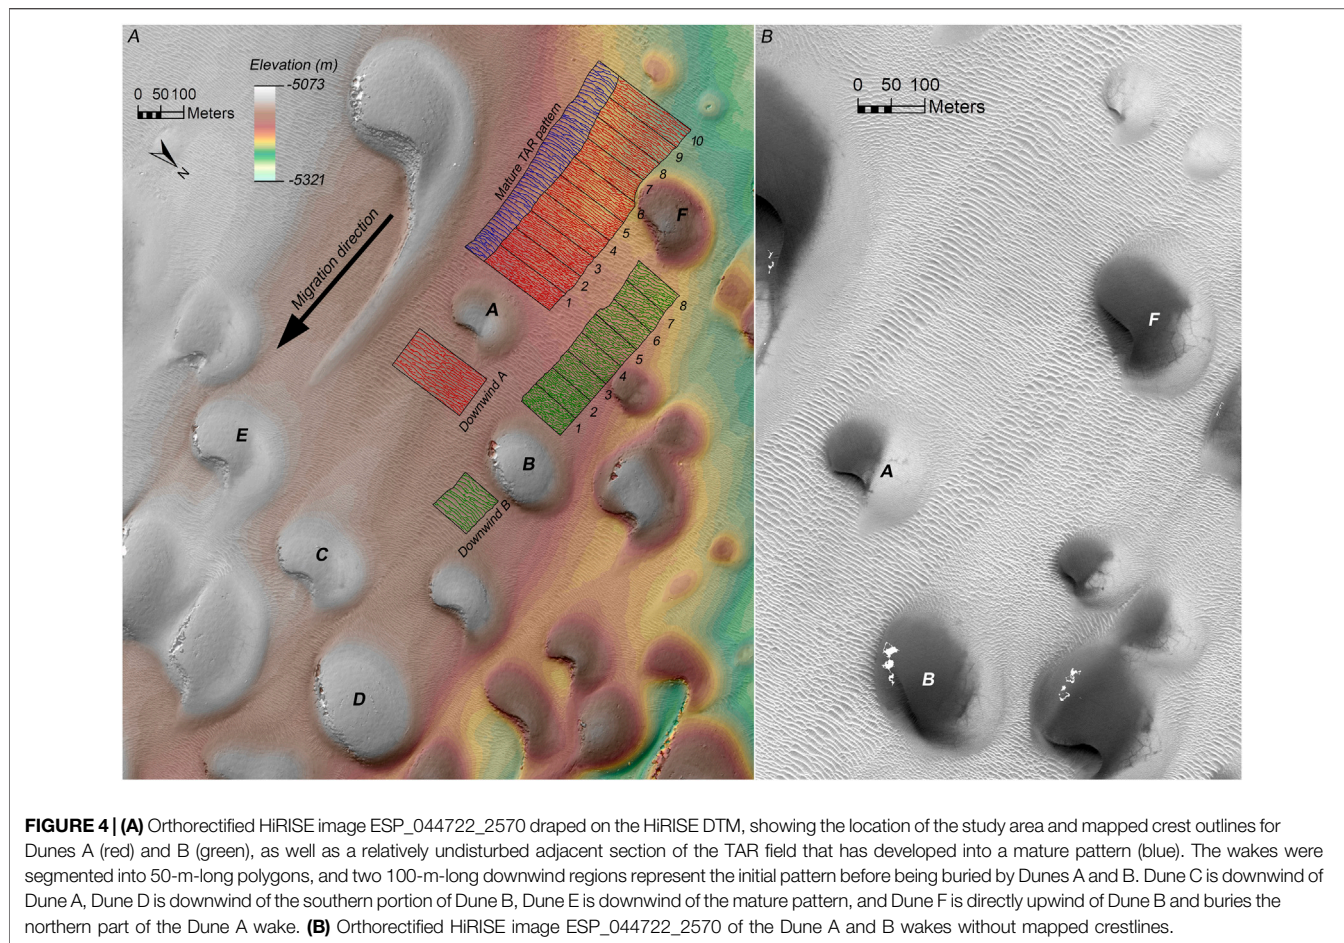 A
Elevation (m)
-5073
-5321
0 50 100
Meters
N
Migration direction
Mature TAR pattern
10
9
8
7
6
5
4
3
2
1
F
A
8
7
6
5
4
3
2
1
Downwind A
E
B
Downwind B
C
D
B
0 50 100
Meters
F
A
B
FIGURE 4 | (A) Orthorectified HiRISE image ESP_044722_2570 draped on the HiRISE DTM, showing the location of the study area and mapped crest outlines for
Dunes A (red) and B (green), as well as a relatively undisturbed adjacent section of the TAR field that has developed into a mature pattern (blue). The wakes were
segmented into 50-m-long polygons, and two 100-m-long downwind regions represent the initial pattern before being buried by Dunes A and B. Dune C is downwind of
Dune A, Dune D is downwind of the southern portion of Dune B, Dune E is downwind of the mature pattern, and Dune F is directly upwind of Dune B and buries the
northern part of the Dune A wake. (B) Orthorectified HiRISE image ESP_044722_2570 of the Dune A and B wakes without mapped crestlines.